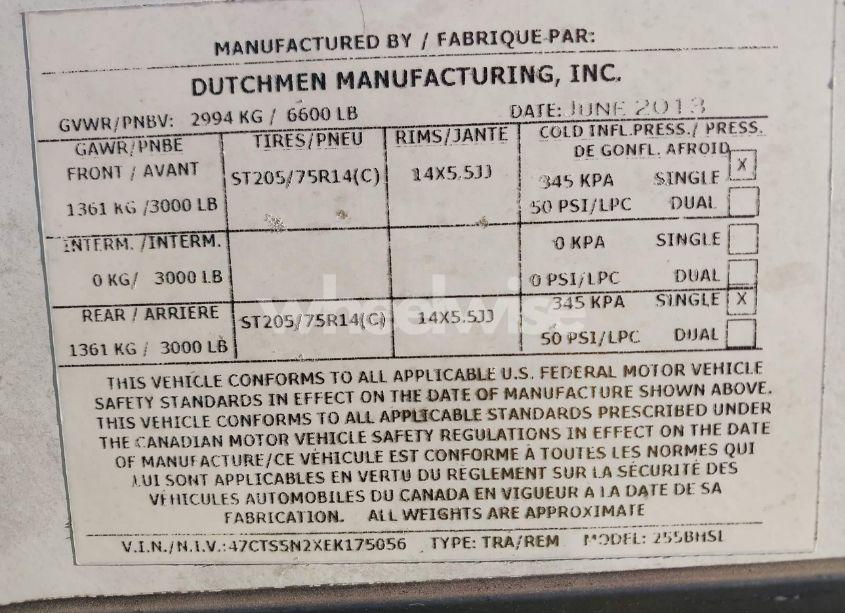 MANUFACTURED BY / FABRIQUE PAR:
DUTCHMEN MANUFACTURING, INC.
GVWR/PNBV: 2994 KG / 6600 LB DATE: JUNE 2013
GAWR/PNBE TIRES/PNEU RIMS/JANTE COLD INFL.PRESS./ PRESS.
DE GONFL. AFROID
FRONT / AVANT ST205/75R14(C) 14X5.5JJ 345 KPA SINGLE X
1361 KG /3000 LB 50 PSI/LPC DUAL
INTERM. /INTERM. 0 KPA SINGLE
0 KG/ 3000 LB 0 PSI/LPC DUAL
REAR / ARRIERE ST205/75R14(C) 14X5.5JJ 345 KPA SINGLE X
1361 KG / 3000 LB 50 PSI/LPC DUAL
wheelwise
THIS VEHICLE CONFORMS TO ALL APPLICABLE U.S. FEDERAL MOTOR VEHICLE
SAFETY STANDARDS IN EFFECT ON THE DATE OF MANUFACTURE SHOWN ABOVE.
THIS VEHICLE CONFORMS TO ALL APPLICABLE STANDARDS PRESCRIBED UNDER
THE CANADIAN MOTOR VEHICLE SAFETY REGULATIONS IN EFFECT ON THE DATE
OF MANUFACTURE/CE VÉHICULE EST CONFORME À TOUTES LES NORMES QUI
LUI SONT APPLICABLES EN VERTU DU RÉGLEMENT SUR LA SÉCURITÉ DES
VÉHICULES AUTOMOBILES DU CANADA EN VIGUEUR A LA DATE DE SA
FABRICATION. ALL WEIGHTS ARE APPROXIMATE
V.I.N./N.I.V.:47CTS5N2XEK175056 TYPE: TRA/REM MODEL: 255BHSL